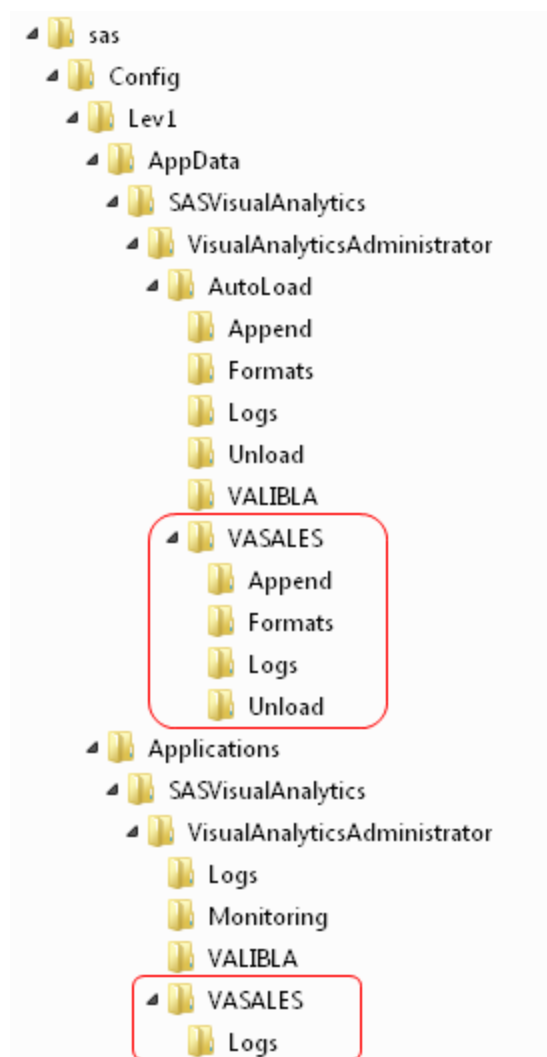 sas
Config
Lev1
AppData
SASVisualAnalytics
VisualAnalyticsAdministrator
AutoLoad
Append
Formats
Logs
Unload
VALIBLA
VASALES
Append
Formats
Logs
Unload
Applications
SASVisualAnalytics
VisualAnalyticsAdministrator
Logs
Monitoring
VALIBLA
VASALES
Logs